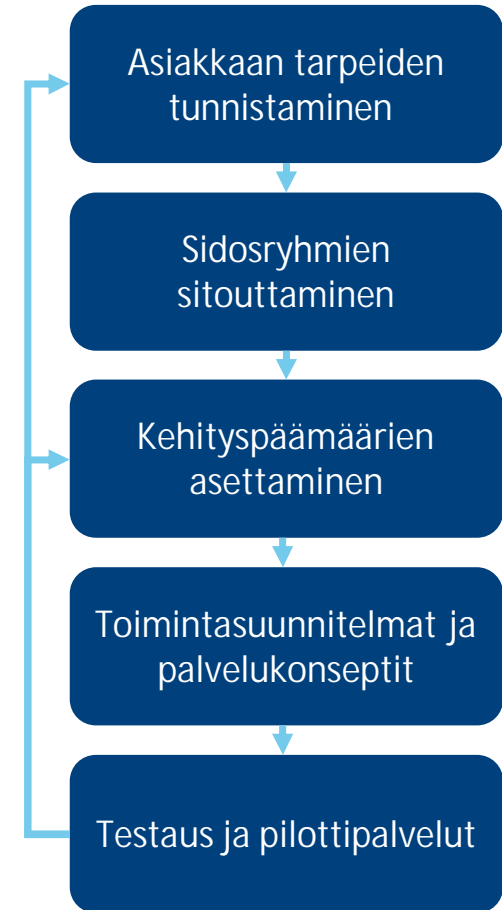 Asiakkaan tarpeiden
tunnistaminen
Sidosryhmien
sitouttaminen
Kehityspäämäärien
asettaminen
Toimintasuunnitelmat ja
palvelukonseptit
Testaus ja pilottipalvelut